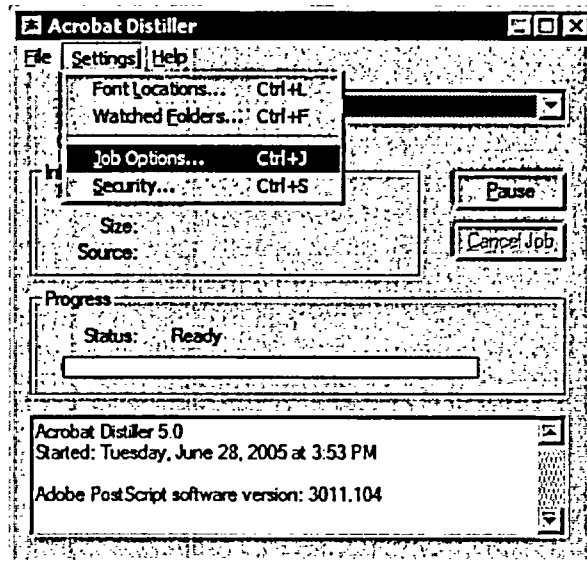 Acrobat Distiller
File Settings Help
Font Locations... Ctrl+L
Watched Folders... Ctrl+F
Job Options... Ctrl+J
Security... Ctrl+S
Pause
Size:
Cancel Job
Source:
Progress
Status: Ready
Acrobat Distiller 5.0
Started: Tuesday, June 28, 2005 at 3:53 PM
Adobe PostScript software version: 3011.104